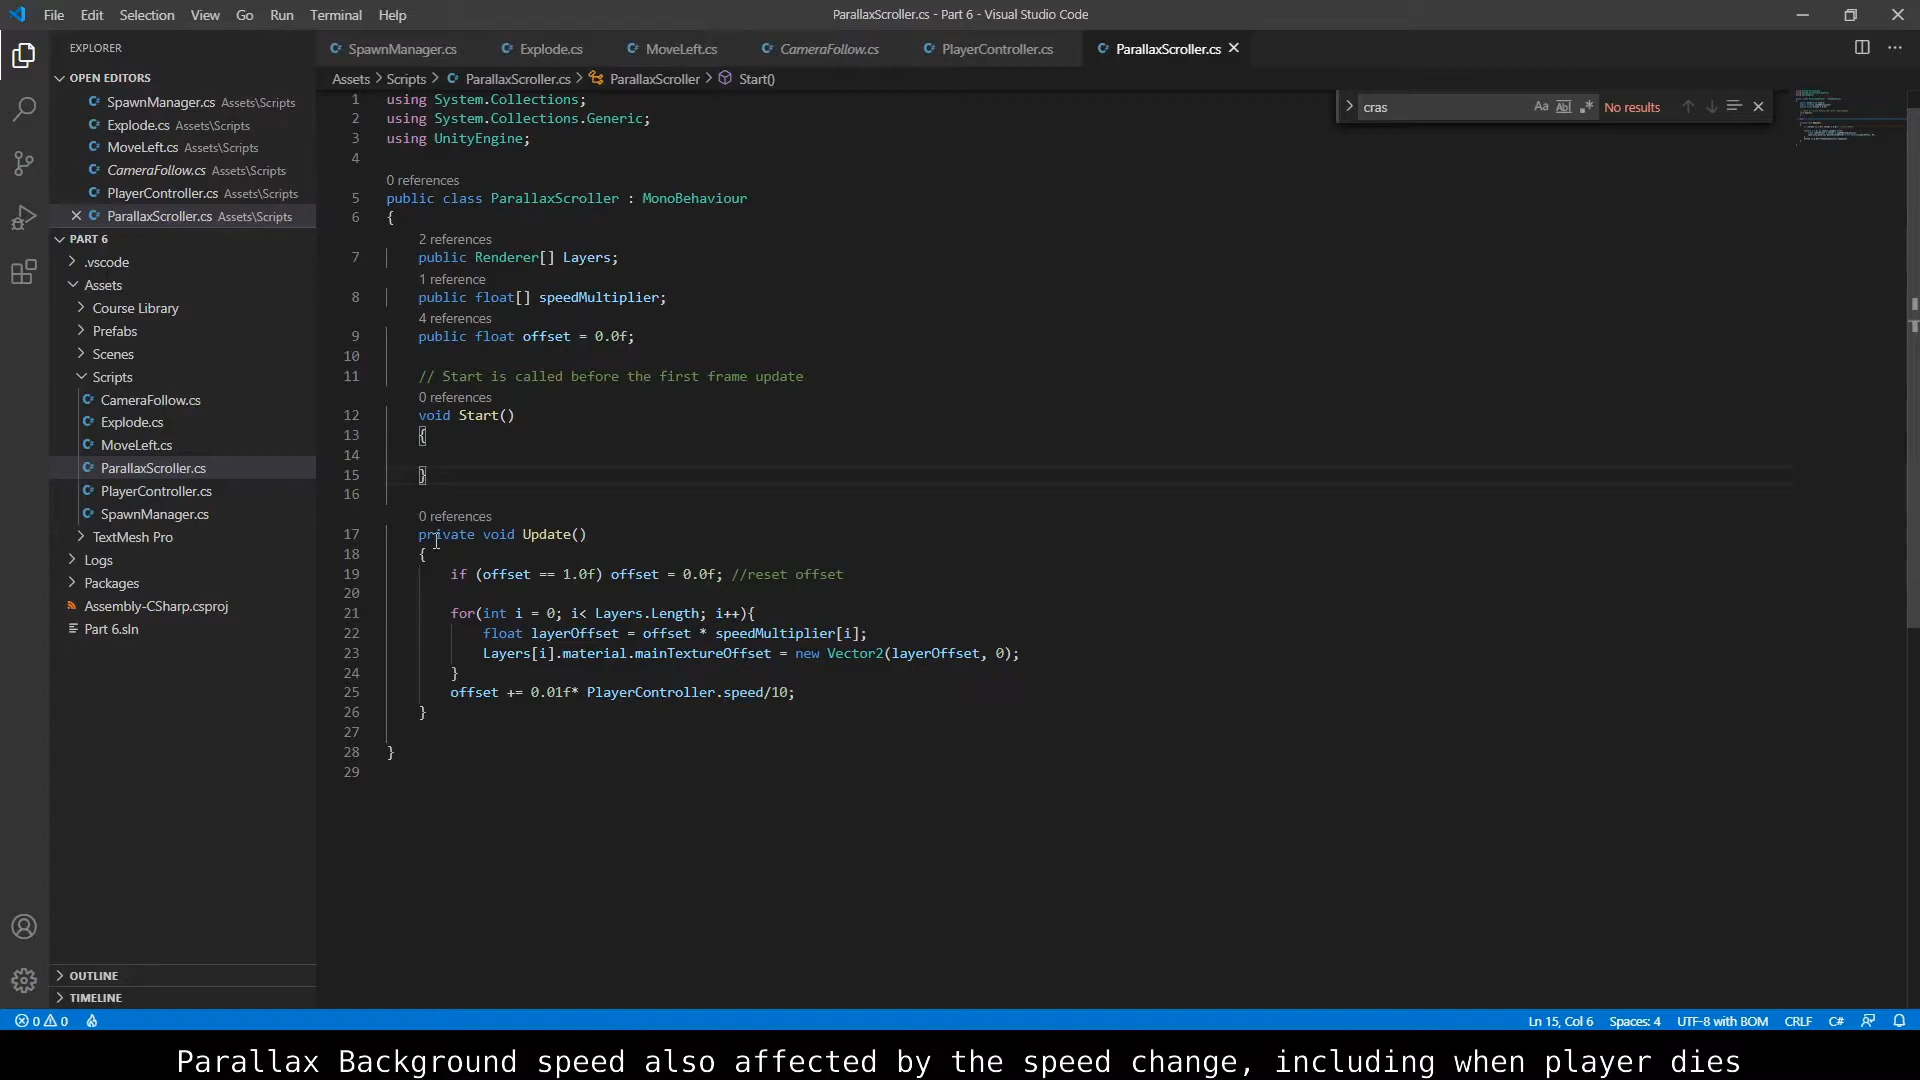 File Edit Selection View Go Run Terminal Help
ParallaxScroller.cs - Part 6 - Visual Studio Code
EXPLORER
OPEN EDITORS
SpawnManager.cs Assets\Scripts
Explode.cs Assets\Scripts
MoveLeft.cs Assets\Scripts
CameraFollow.cs Assets\Scripts
PlayerController.cs Assets\Scripts
ParallaxScroller.cs Assets\Scripts
PART 6
.vscode
Assets
Course Library
Prefabs
Scenes
Scripts
CameraFollow.cs
Explode.cs
MoveLeft.cs
ParallaxScroller.cs
PlayerController.cs
SpawnManager.cs
TextMesh Pro
Logs
Packages
Assembly-CSharp.csproj
Part 6.sln
OUTLINE
TIMELINE
SpawnManager.cs Explode.cs MoveLeft.cs CameraFollow.cs PlayerController.cs ParallaxScroller.cs
Assets > Scripts > ParallaxScroller.cs > ParallaxScroller > Start()
cras Aa Abl No results
1 using System.Collections;
2 using System.Collections.Generic;
3 using UnityEngine;
4
0 references
5 public class ParallaxScroller : MonoBehaviour
6 {
2 references
7 public Renderer[] Layers;
1 reference
8 public float[] speedMultiplier;
4 references
9 public float offset = 0.0f;
10
11 // Start is called before the first frame update
0 references
12 void Start()
13 {
14
15 }
16
0 references
17 private void Update()
18 {
19 if (offset == 1.0f) offset = 0.0f; //reset offset
20
21 for(int i = 0; i< Layers.Length; i++){
22 float layerOffset = offset * speedMultiplier[i];
23 Layers[i].material.mainTextureOffset = new Vector2(layerOffset, 0);
24 }
25 offset += 0.01f* PlayerController.speed/10;
26 }
27
28 }
29
0 0
Ln 15, Col 6 Spaces: 4 UTF-8 with BOM CRLF C#
Parallax Background speed also affected by the speed change, including when player dies